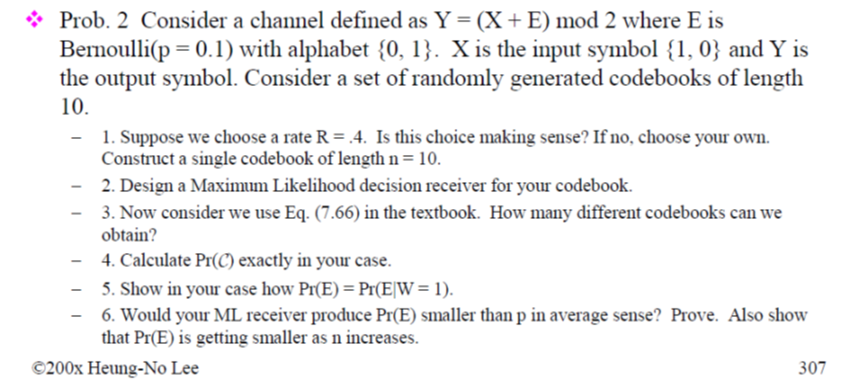 ❖ Prob. 2 Consider a channel defined as Y = (X + E) mod 2 where E is
Bernoulli(p = 0.1) with alphabet {0, 1}. X is the input symbol {1, 0} and Y is
the output symbol. Consider a set of randomly generated codebooks of length
10.
– 1. Suppose we choose a rate R = .4. Is this choice making sense? If no, choose your own.
Construct a single codebook of length n = 10.
– 2. Design a Maximum Likelihood decision receiver for your codebook.
– 3. Now consider we use Eq. (7.66) in the textbook. How many different codebooks can we
obtain?
– 4. Calculate Pr(C) exactly in your case.
– 5. Show in your case how Pr(E) = Pr(E|W = 1).
– 6. Would your ML receiver produce Pr(E) smaller than p in average sense? Prove. Also show
that Pr(E) is getting smaller as n increases.
©200x Heung-No Lee 307